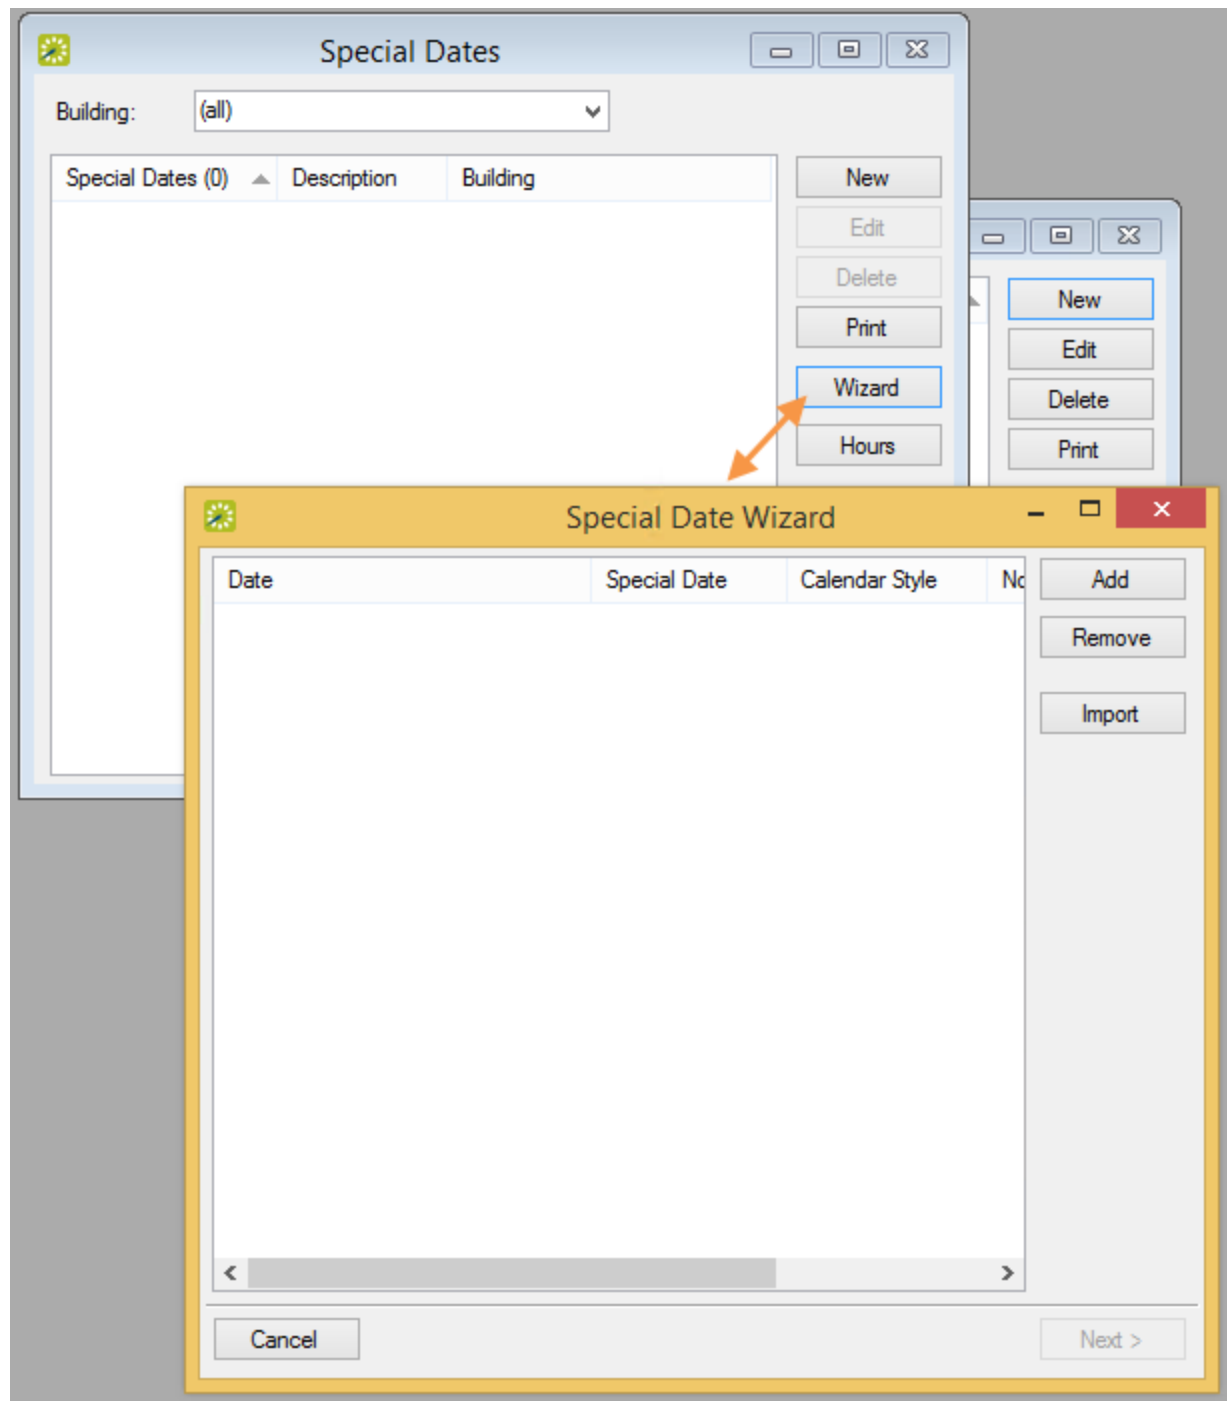 Special Dates
Building: (all)
Special Dates (0) Description Building
New
Edit
Delete
Print
Wizard
Hours
New
Edit
Delete
Print
Special Date Wizard
Date Special Date Calendar Style
Add
Remove
Import
Cancel Next >